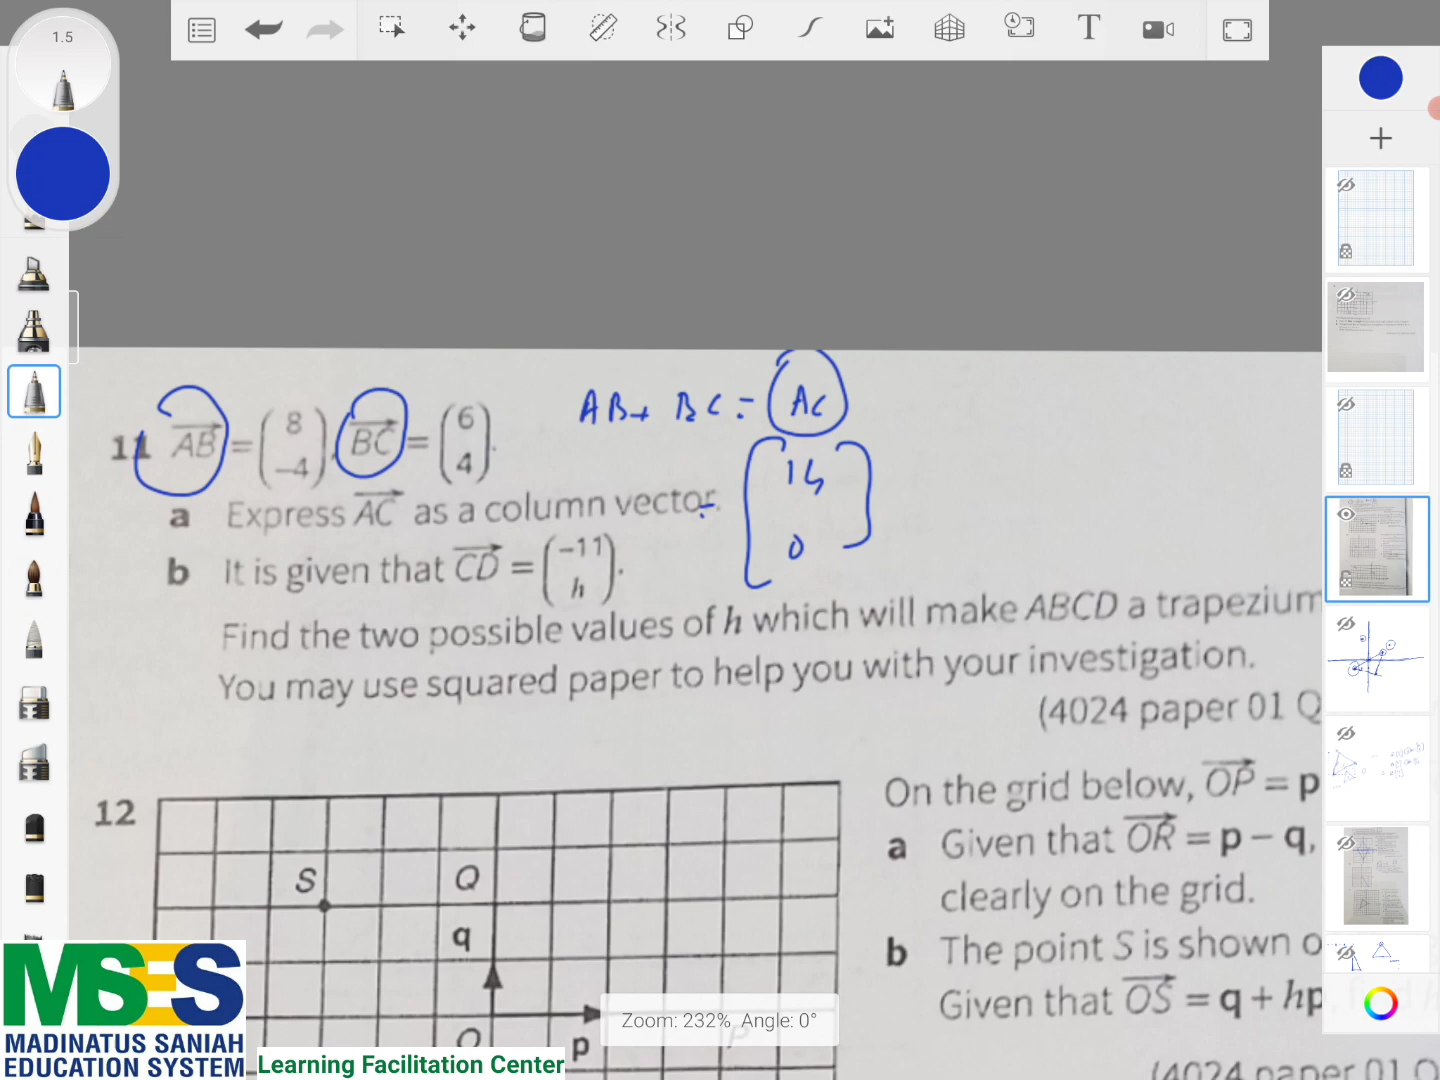 1.5
AB + BC = AC
11 AB = (8 -4), BC = (6 4).
14
0
a Express AC as a column vector.
b It is given that CD = (-11 h).
Find the two possible values of h which will make ABCD a trapezium
You may use squared paper to help you with your investigation.
(4024 paper 01 Q
12
On the grid below, OP = p
a Given that OR = p − q,
clearly on the grid.
b The point S is shown o
Given that OS = q + hp,
S
Q
q
O
p
P
Zoom: 232% Angle: 0°
(4024 paper 01 Q
MSES
MADINATUS SANIAH
EDUCATION SYSTEM
Learning Facilitation Center
T